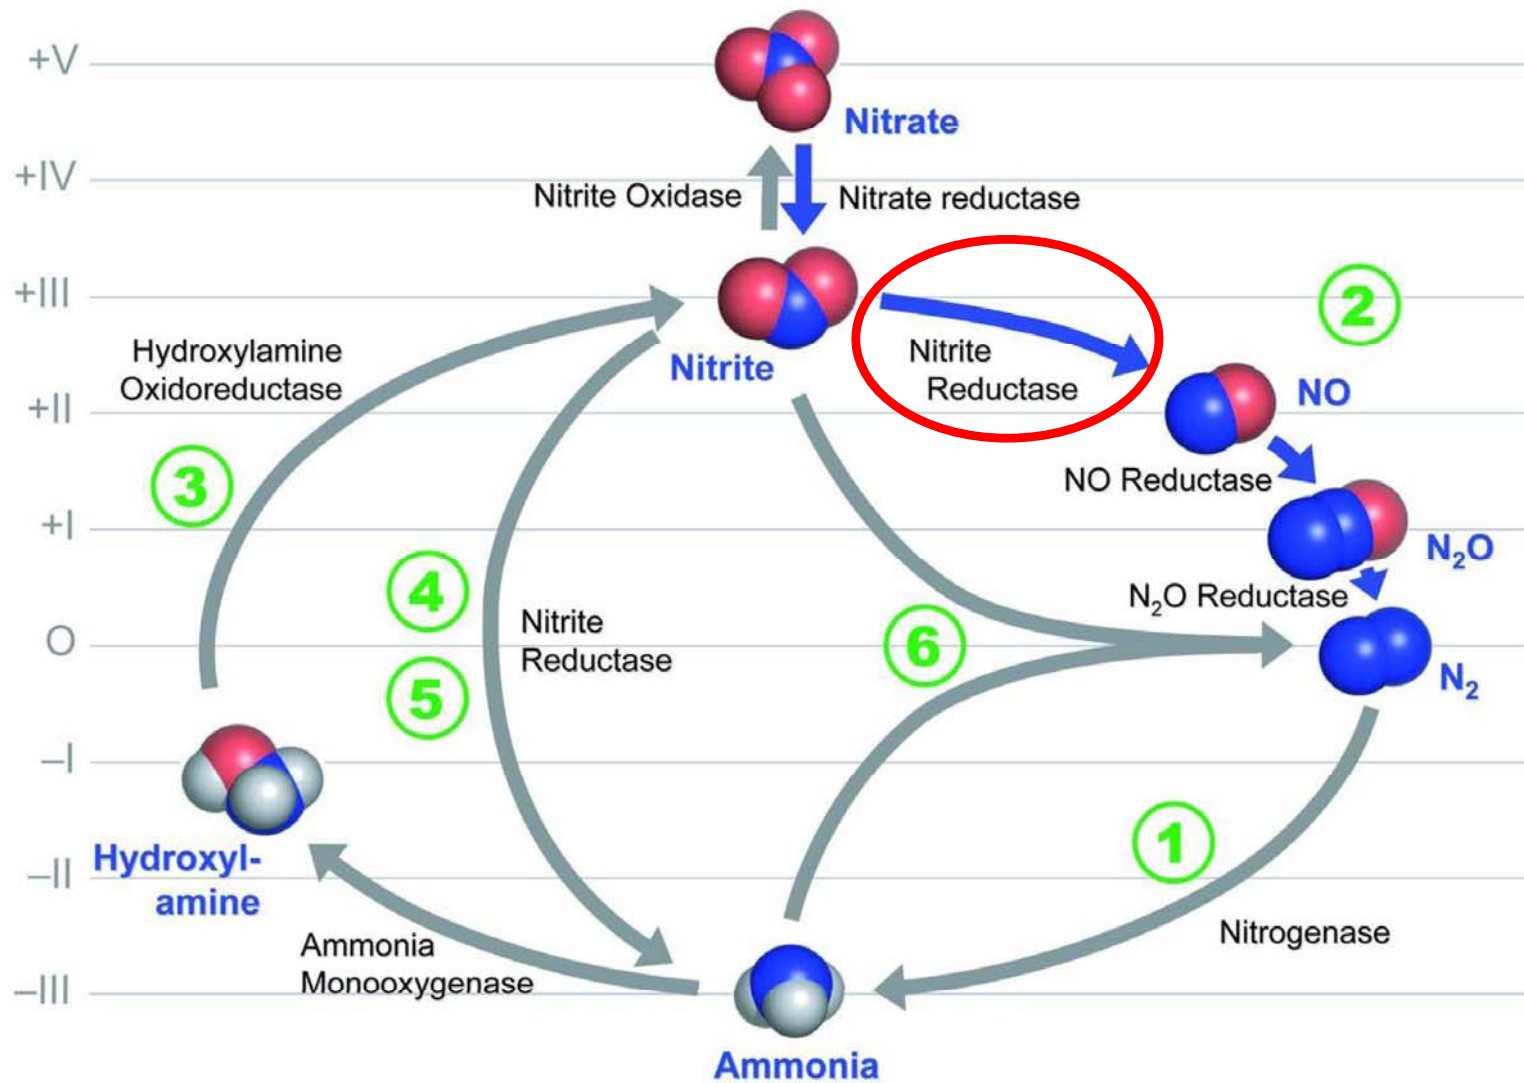 +V
Nitrate
+IV
Nitrite Oxidase
Nitrate reductase
+III
2
Hydroxylamine
Oxidoreductase
Nitrite
Nitrite
Reductase
NO
+II
3
NO Reductase
+I
N₂O
4
N₂O Reductase
O
Nitrite
Reductase
6
5
N₂
–I
1
Hydroxyl-
amine
–II
Ammonia
Monooxygenase
Nitrogenase
–III
Ammonia